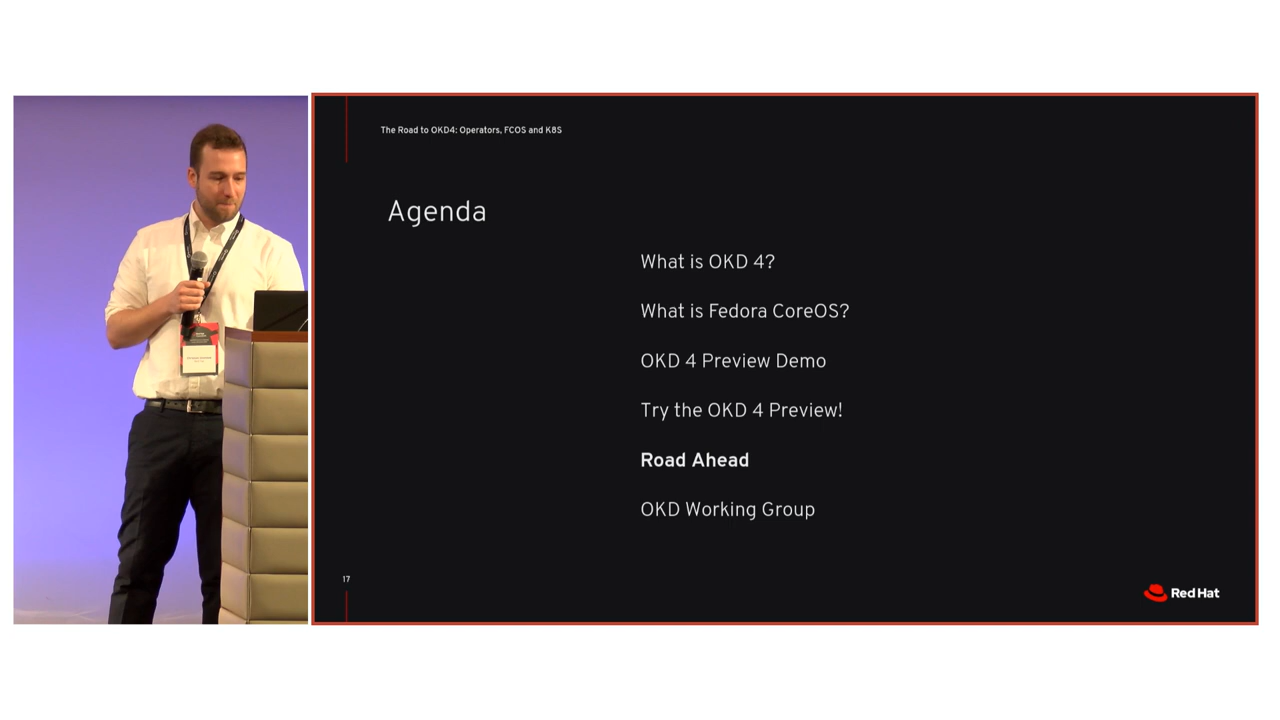 The Road to OKD4: Operators, FCOS and K8S
Agenda
What is OKD 4?
What is Fedora CoreOS?
OKD 4 Preview Demo
Try the OKD 4 Preview!
Road Ahead
OKD Working Group
17
Red Hat